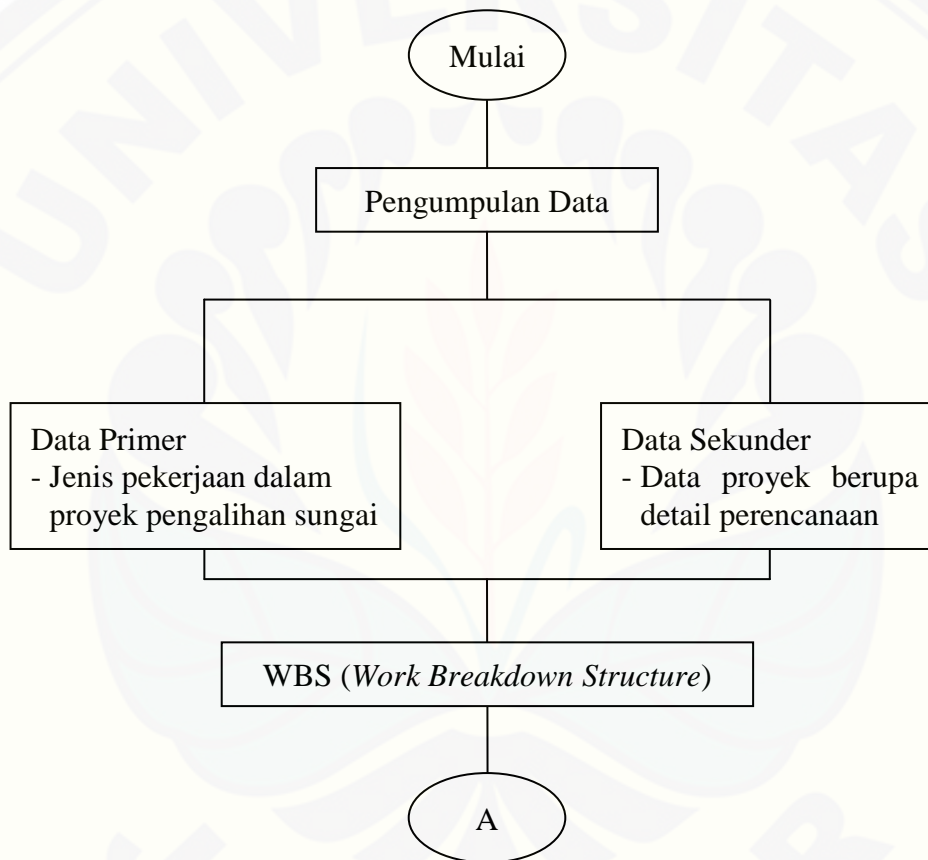 UNIVERSITAS
Mulai
Pengumpulan Data
Data Primer
- Jenis pekerjaan dalam
proyek pengalihan sungai
Data Sekunder
- Data proyek berupa
detail perencanaan
WBS (Work Breakdown Structure)
A